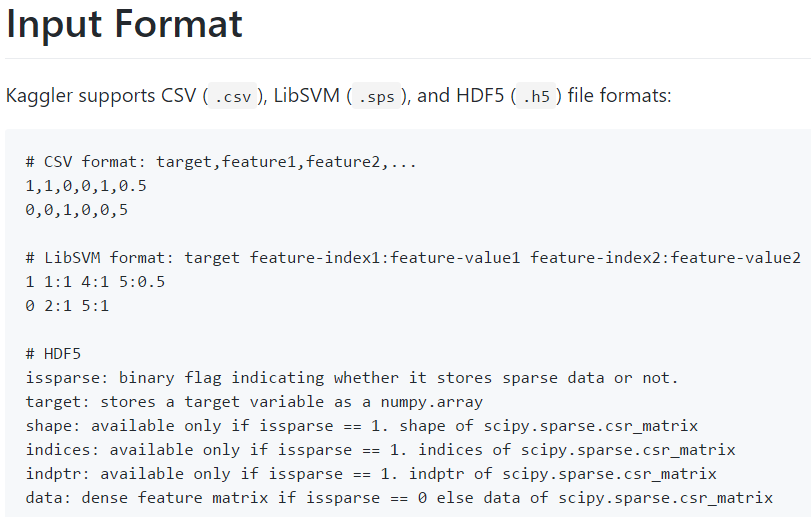 Input Format
Kaggler supports CSV ( .csv ), LibSVM ( .sps ), and HDF5 ( .h5 ) file formats:
# CSV format: target,feature1,feature2,...
1,1,0,0,1,0.5
0,0,1,0,0,5
# LibSVM format: target feature-index1:feature-value1 feature-index2:feature-value2
1 1:1 4:1 5:0.5
0 2:1 5:1
# HDF5
issparse: binary flag indicating whether it stores sparse data or not.
target: stores a target variable as a numpy.array
shape: available only if issparse == 1. shape of scipy.sparse.csr_matrix
indices: available only if issparse == 1. indices of scipy.sparse.csr_matrix
indptr: available only if issparse == 1. indptr of scipy.sparse.csr_matrix
data: dense feature matrix if issparse == 0 else data of scipy.sparse.csr_matrix